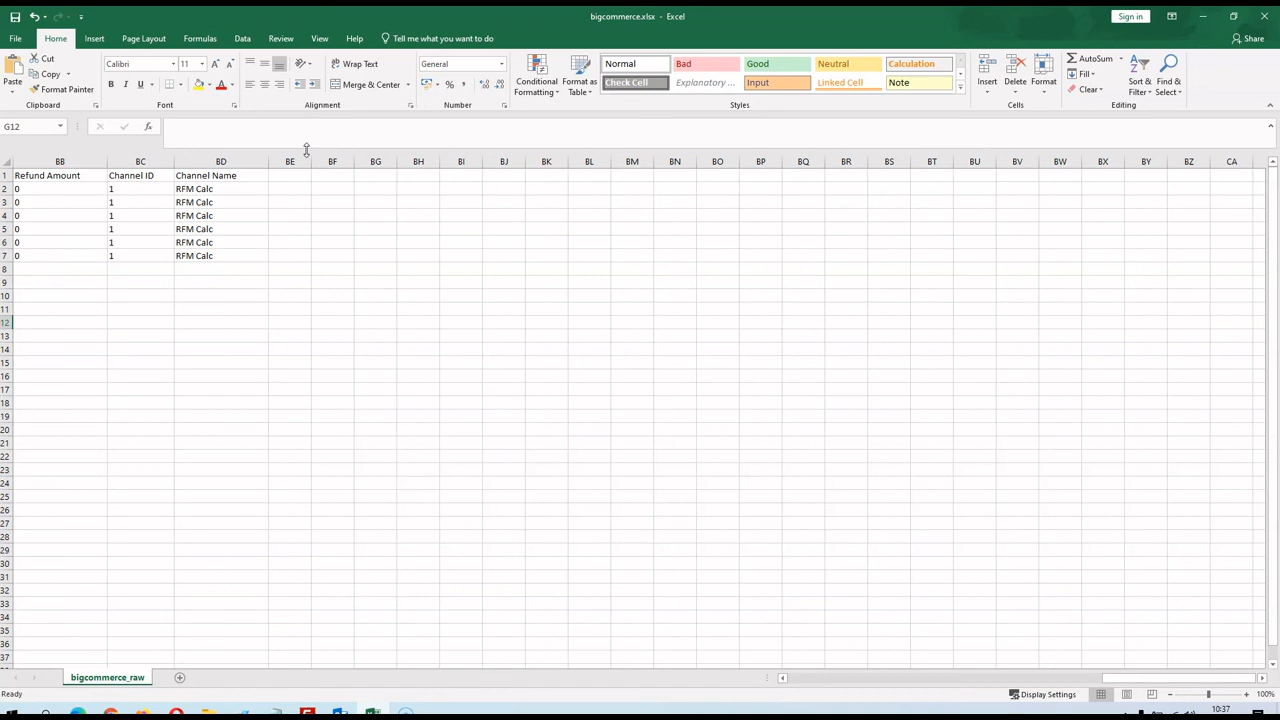 bigcommerce.xlsx - Excel
Sign in
File Home Insert Page Layout Formulas Data Review View Help Tell me what you want to do Share
Paste
Cut
Copy
Format Painter
Clipboard
Calibri 11
B I U
Font
Wrap Text
Merge & Center
Alignment
General
%
Number
Conditional Formatting
Format as Table
Normal Bad Good Neutral Calculation
Check Cell Explanatory ... Input Linked Cell Note
Styles
Insert Delete Format
Cells
AutoSum
Fill
Clear
Sort & Filter
Find & Select
Editing
G12 fx
BB BC BD BE BF BG BH BI BJ BK BL BM BN BO BP BQ BR BS BT BU BV BW BX BY BZ CA
1 Refund Amount Channel ID Channel Name
2 0 1 RFM Calc
3 0 1 RFM Calc
4 0 1 RFM Calc
5 0 1 RFM Calc
6 0 1 RFM Calc
7 0 1 RFM Calc
8
9
10
11
12
13
14
15
16
17
18
19
20
21
22
23
24
25
26
27
28
29
30
31
32
33
34
35
36
37
bigcommerce_raw
Ready Display Settings 100%
10:37